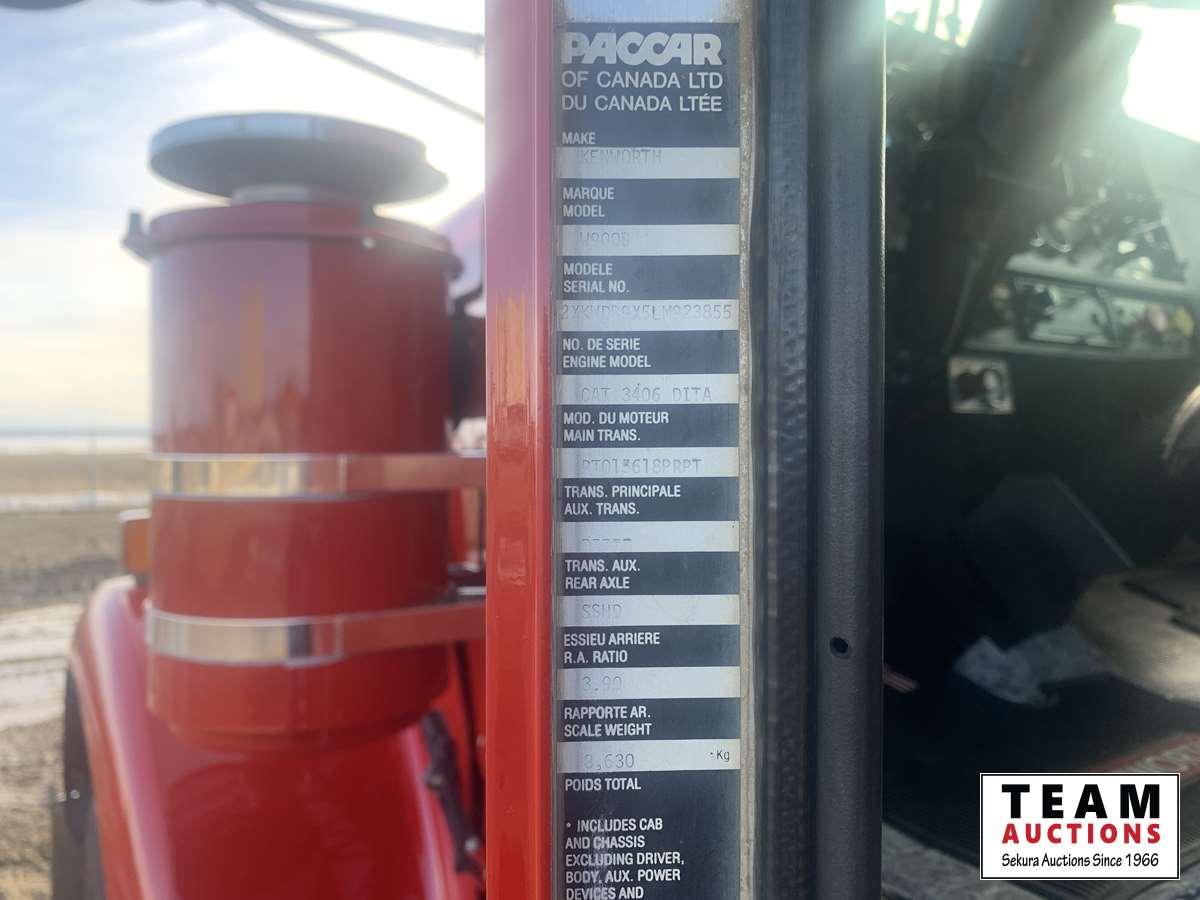 PACCAR
OF CANADA LTD
DU CANADA LTÉE
MAKE
KENWORTH
MARQUE
MODEL
W900B
MODELE
SERIAL NO.
NO. DE SERIE
ENGINE MODEL
CAT 3406 DITA
MOD. DU MOTEUR
MAIN TRANS.
TRANS. PRINCIPALE
AUX. TRANS.
TRANS. AUX.
REAR AXLE
SSHD
ESSIEU ARRIERE
R.A. RATIO
3.90
RAPPORTE AR.
SCALE WEIGHT
8,630 •Kg
POIDS TOTAL
• INCLUDES CAB
AND CHASSIS
EXCLUDING DRIVER,
BODY, AUX. POWER
DEVICES AND
TEAM
AUCTIONS
Sekura Auctions Since 1966